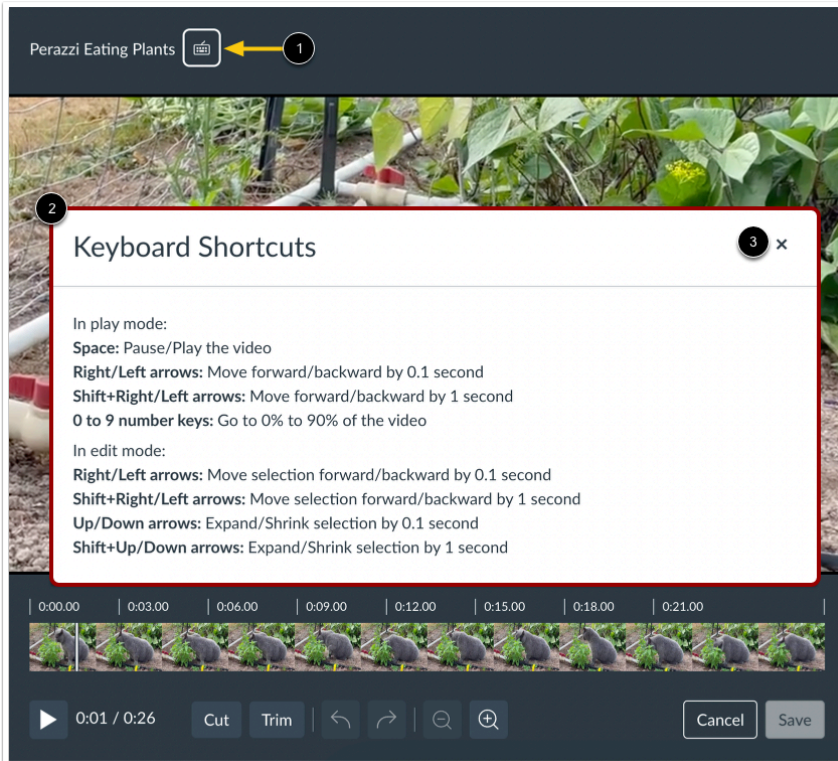 Perazzi Eating Plants
1
2
Keyboard Shortcuts
3
×
In play mode:
Space: Pause/Play the video
Right/Left arrows: Move forward/backward by 0.1 second
Shift+Right/Left arrows: Move forward/backward by 1 second
0 to 9 number keys: Go to 0% to 90% of the video
In edit mode:
Right/Left arrows: Move selection forward/backward by 0.1 second
Shift+Right/Left arrows: Move selection forward/backward by 1 second
Up/Down arrows: Expand/Shrink selection by 0.1 second
Shift+Up/Down arrows: Expand/Shrink selection by 1 second
0:00.00 0:03.00 0:06.00 0:09.00 0:12.00 0:15.00 0:18.00 0:21.00
0:01 / 0:26 Cut Trim Cancel Save